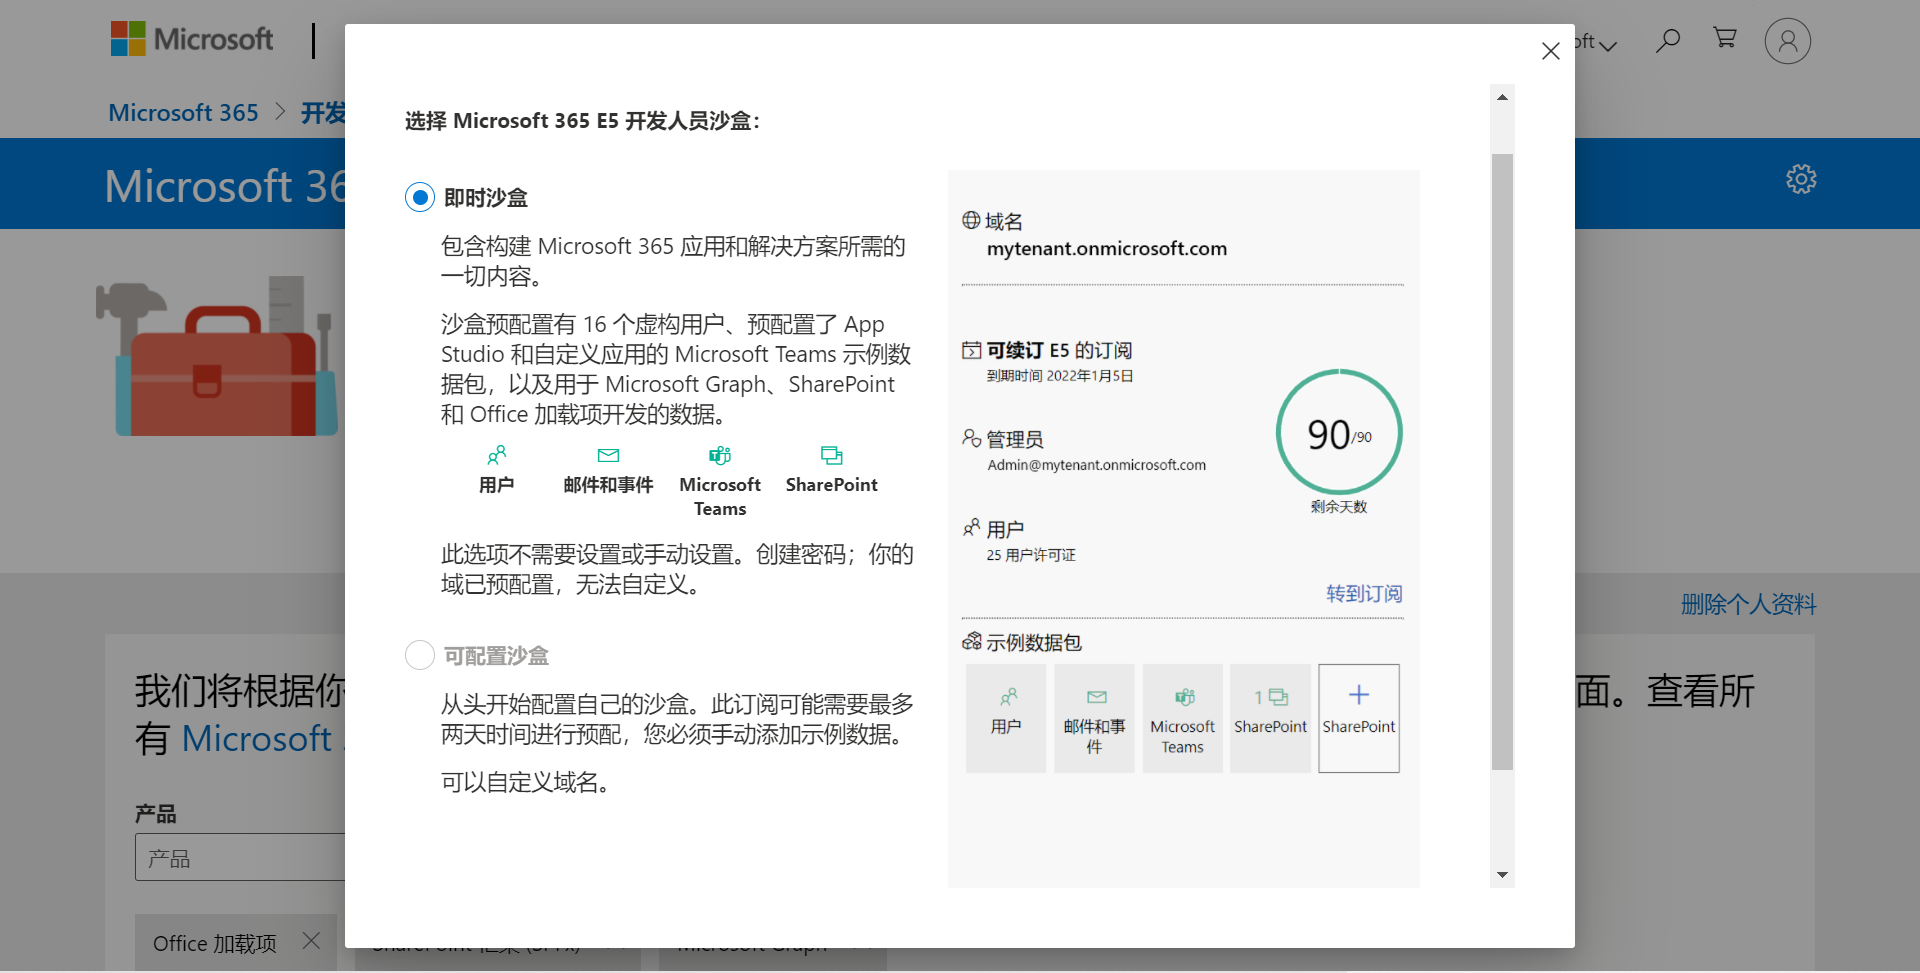 Microsoft
oft
Microsoft 365 > 开发
Microsoft 36
选择 Microsoft 365 E5 开发人员沙盒：
即时沙盒
包含构建 Microsoft 365 应用和解决方案所需的
一切内容。
沙盒预配置有 16 个虚构用户、预配置了 App
Studio 和自定义应用的 Microsoft Teams 示例数
据包，以及用于 Microsoft Graph、SharePoint
和 Office 加载项开发的数据。
用户
邮件和事件
Microsoft
Teams
SharePoint
此选项不需要设置或手动设置。创建密码；你的
域已预配置，无法自定义。
可配置沙盒
从头开始配置自己的沙盒。此订阅可能需要最多
两天时间进行预配，您必须手动添加示例数据。
可以自定义域名。
域名
mytenant.onmicrosoft.com
可续订 E5 的订阅
到期时间 2022年1月5日
90/90
剩余天数
管理员
Admin@mytenant.onmicrosoft.com
用户
25 用户许可证
转到订阅
示例数据包
用户
邮件和事
件
Microsoft
Teams
1
SharePoint
SharePoint
删除个人资料
我们将根据你
面。查看所
有 Microsoft
产品
产品
Office 加载项
SharePoint 框架 (SPFx)
Microsoft Graph